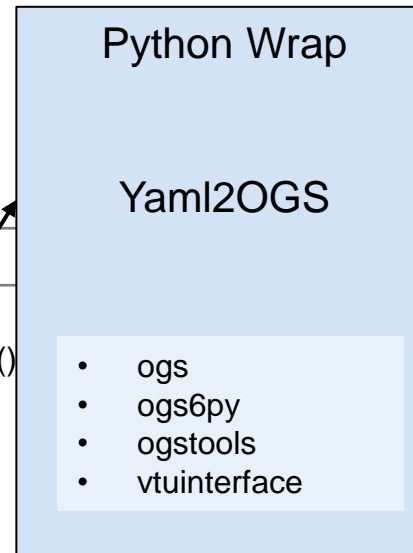 Python Wrap
Yaml2OGS
()
• ogs
• ogs6py
• ogstools
• vtuinterface